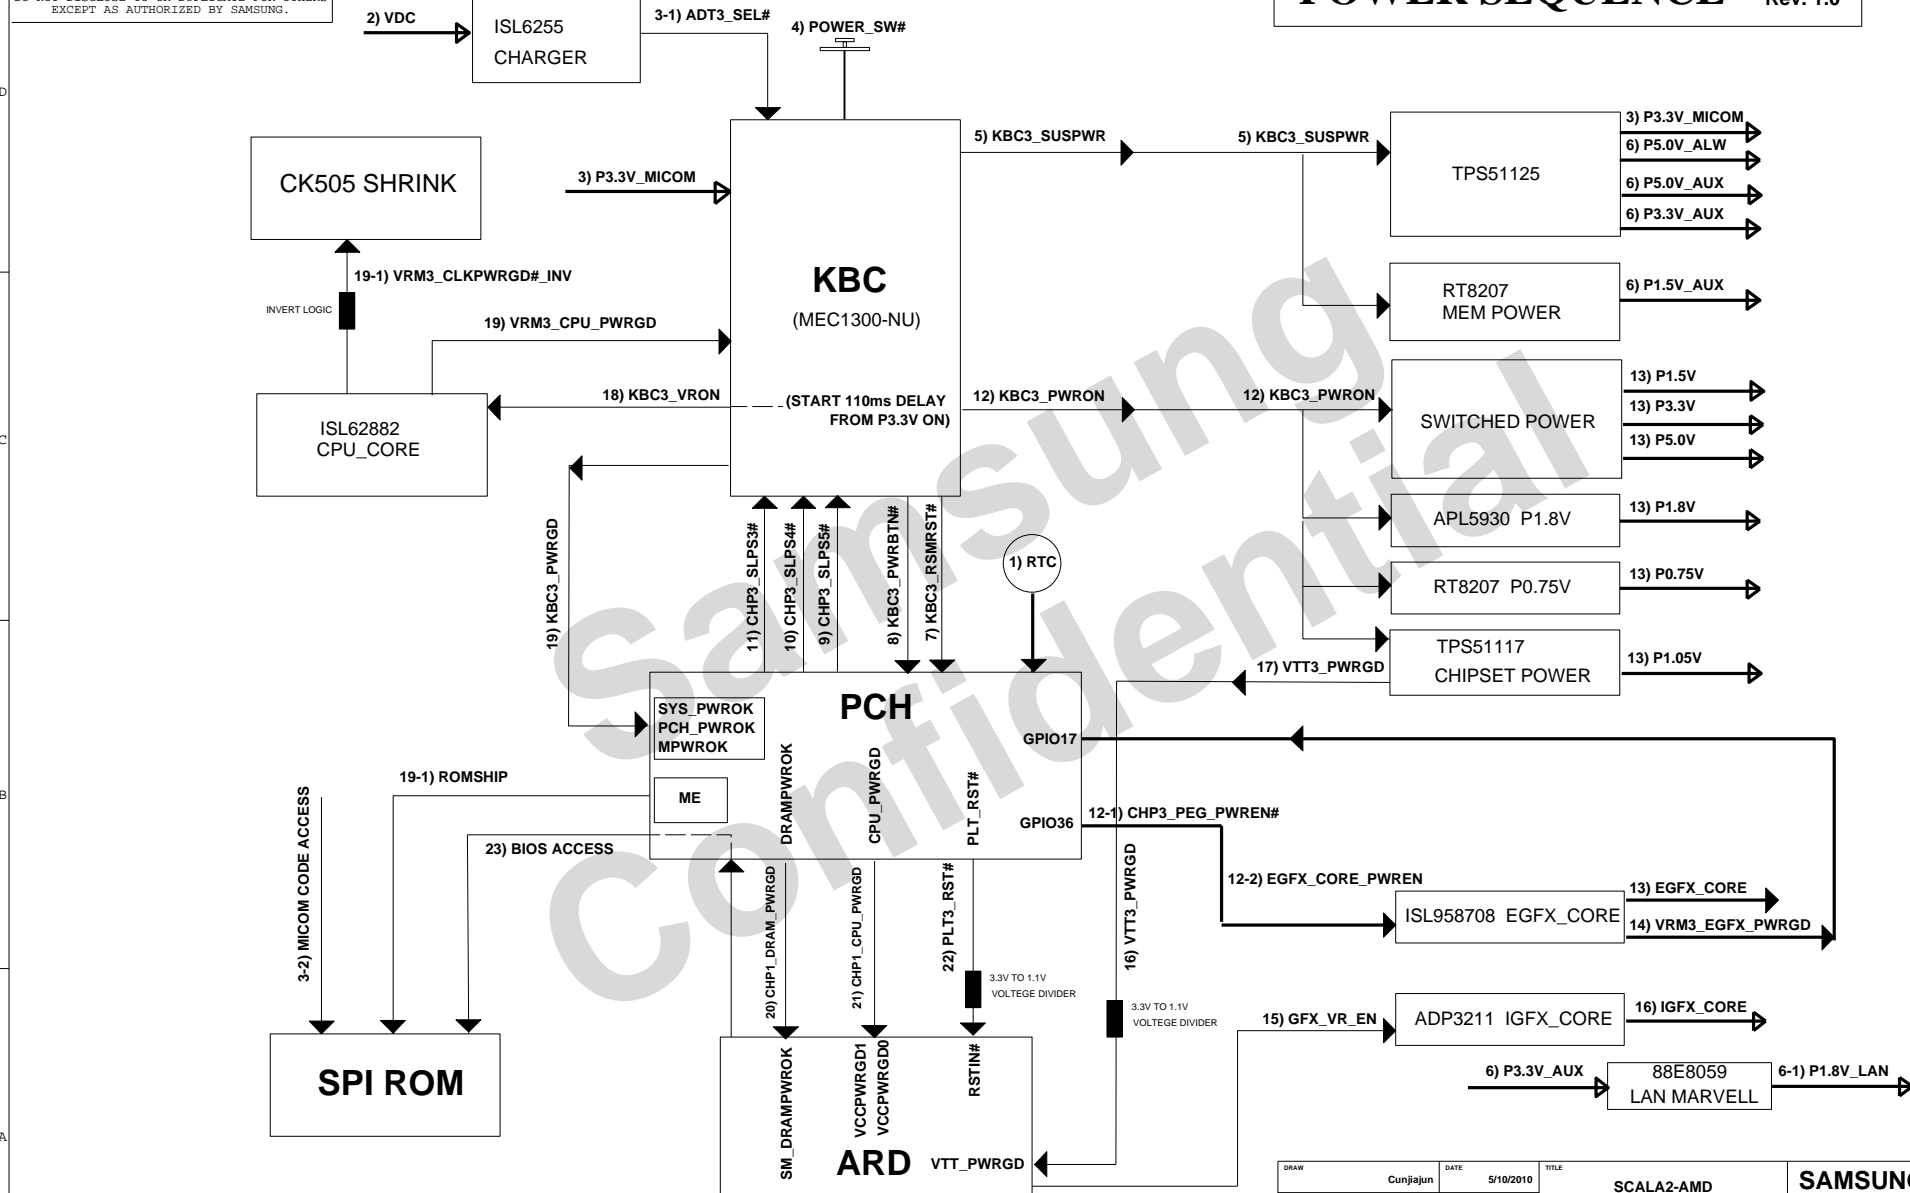 EXCEPT AS AUTHORIZED BY SAMSUNG.
POWER SEQUENCE Rev. 1.0
2) VDC
ISL6255
CHARGER
3-1) ADT3_SEL#
4) POWER_SW#
D
CK505 SHRINK
3) P3.3V_MICOM
KBC
(MEC1300-NU)
5) KBC3_SUSPWR
5) KBC3_SUSPWR
TPS51125
3) P3.3V_MICOM
6) P5.0V_ALW
6) P5.0V_AUX
6) P3.3V_AUX
19-1) VRM3_CLKPWRGD#_INV
INVERT LOGIC
19) VRM3_CPU_PWRGD
RT8207
MEM POWER
6) P1.5V_AUX
18) KBC3_VRON
(START 110ms DELAY
FROM P3.3V ON)
12) KBC3_PWRON
12) KBC3_PWRON
SWITCHED POWER
13) P1.5V
13) P3.3V
13) P5.0V
C
ISL62882
CPU_CORE
19) KBC3_PWRGD
11) CHP3_SLPS3#
10) CHP3_SLPS4#
9) CHP3_SLPS5#
8) KBC3_PWRBTN#
7) KBC3_RSMRST#
1) RTC
APL5930 P1.8V
13) P1.8V
RT8207 P0.75V
13) P0.75V
TPS51117
CHIPSET POWER
13) P1.05V
17) VTT3_PWRGD
Samsung
Confidential
PCH
SYS_PWROK
PCH_PWROK
MPWROK
ME
DRAMPWROK
CPU_PWRGD
PLT_RST#
GPIO17
GPIO36
B
19-1) ROMSHIP
3-2) MICOM CODE ACCESS
23) BIOS ACCESS
12-1) CHP3_PEG_PWREN#
12-2) EGFX_CORE_PWREN
ISL958708 EGFX_CORE
13) EGFX_CORE
14) VRM3_EGFX_PWRGD
20) CHP1_DRAM_PWRGD
21) CHP1_CPU_PWRGD
22) PLT3_RST#
3.3V TO 1.1V
VOLTEGE DIVIDER
16) VTT3_PWRGD
3.3V TO 1.1V
VOLTEGE DIVIDER
15) GFX_VR_EN
ADP3211 IGFX_CORE
16) IGFX_CORE
6) P3.3V_AUX
88E8059
LAN MARVELL
6-1) P1.8V_LAN
SPI ROM
SM_DRAMPWROK
VCCPWRGD1
VCCPWRGD0
RSTIN#
ARD
VTT_PWRGD
A
DRAW
Cunjiajun
DATE
5/10/2010
TITLE
SCALA2-AMD
SAMSUNG